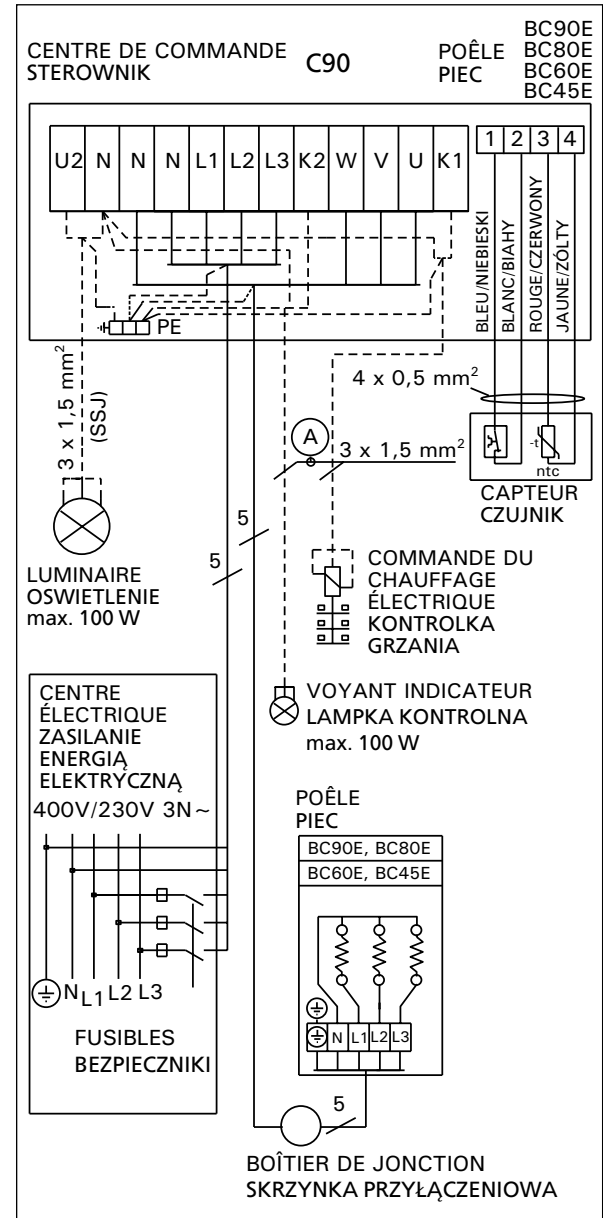 CENTRE DE COMMANDE
STEROWNIK
C90
POÊLE
PIEC
BC90E
BC80E
BC60E
BC45E
U2 N N N L1 L2 L3 K2 W V U K1
1 2 3 4
BLEU/NIEBIESKI
BLANC/BIAHY
ROUGE/CZERWONY
JAUNE/ZÓLTY
PE
3 x 1,5 mm²
(SSJ)
4 x 0,5 mm²
A
3 x 1,5 mm²
-t
ntc
CAPTEUR
CZUJNIK
5
5
LUMINAIRE
OSWIETLENIE
max. 100 W
COMMANDE DU
CHAUFFAGE
ÉLECTRIQUE
KONTROLKA
GRZANIA
VOYANT INDICATEUR
LAMPKA KONTROLNA
max. 100 W
CENTRE
ÉLECTRIQUE
ZASILANIE
ENERGIĄ
ELEKTRYCZNĄ
400V/230V 3N~
N L1 L2 L3
FUSIBLES
BEZPIECZNIKI
POÊLE
PIEC
BC90E, BC80E
BC60E, BC45E
N L1 L2 L3
5
BOÎTIER DE JONCTION
SKRZYNKA PRZYŁĄCZENIOWA